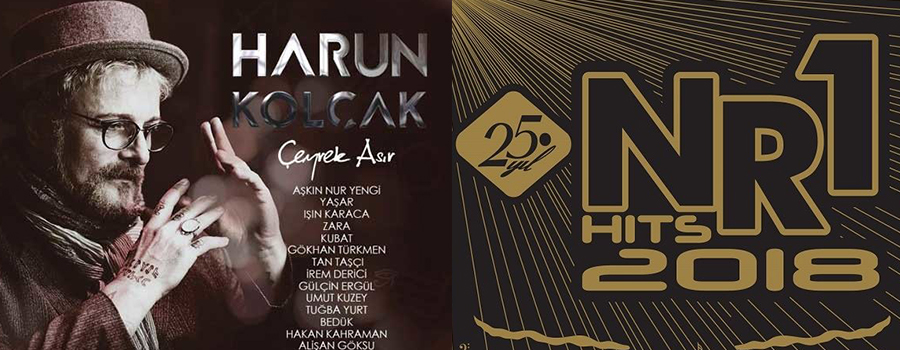 HARUN
KOLÇAK
Çeyrek Asır
AŞKIN NUR YENGİ
YAŞAR
IŞIN KARACA
ZARA
KUBAT
GÖKHAN TÜRKMEN
TAN TAŞÇI
İREM DERİCİ
GÜLÇİN ERGÜL
UMUT KUZEY
TUĞBA YURT
BEDÜK
HAKAN KAHRAMAN
ALİŞAN GÖKSU
25.
yıl
NR1
HITS
2018